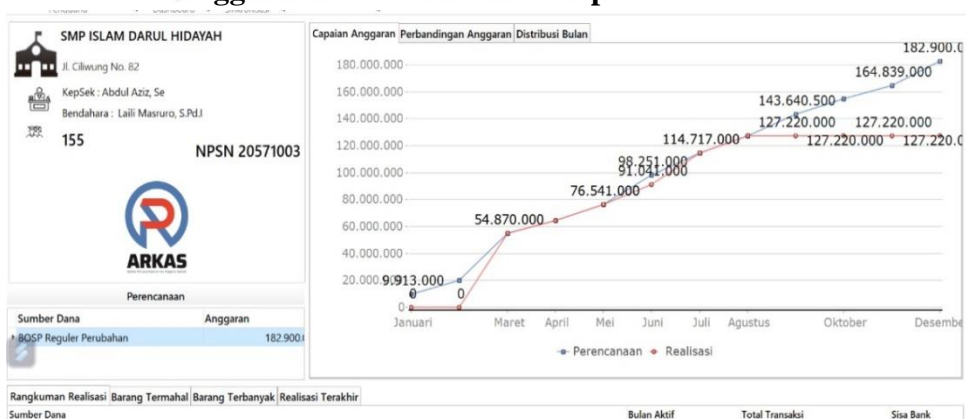 SMP ISLAM DARUL HIDAYAH
Jl. Ciliwung No. 82
KepSek : Abdul Aziz, Se
Bendahara : Laili Masruro, S.Pd.I
155
NPSN 20571003
ARKAS
Perencanaan
Sumber Dana Anggaran
BOSP Reguler Perubahan 182.900.
Capaian Anggaran Perbandingan Anggaran Distribusi Bulan
180.000.000
160.000.000
140.000.000
120.000.000
100.000.000
80.000.000
60.000.000
40.000.000
20.000.
0
9.913.000
0
0
54.870.000
76.541.000
98.251.000
91.041.000
114.717.000
127.220.000
143.640.500
127.220.000
164.839.000
127.220.000
182.900.0
127.220.0
Januari Maret April Mei Juni Juli Agustus Oktober Desembe
Perencanaan Realisasi
Rangkuman Realisasi Barang Termahal Barang Terbanyak Realisasi Terakhir
Sumber Dana Bulan Aktif Total Transaksi Sisa Bank